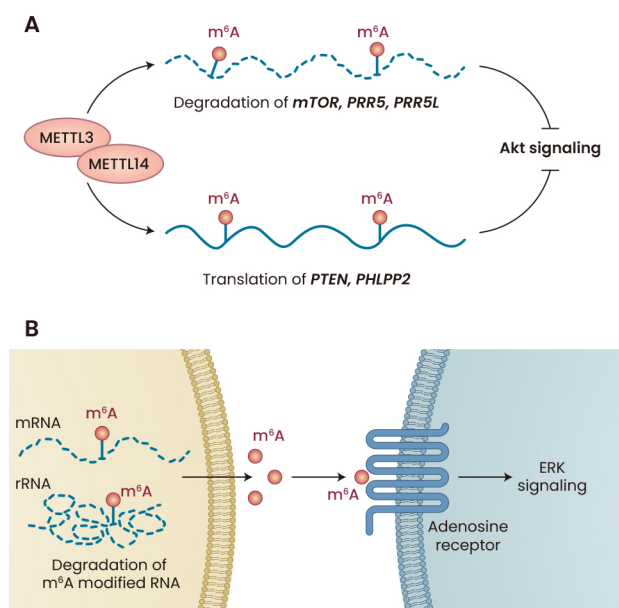 A
m⁶A
m⁶A
Degradation of mTOR, PRR5, PRR5L
METTL3
METTL14
Akt signaling
m⁶A
m⁶A
Translation of PTEN, PHLPP2
B
m⁶A
mRNA
m⁶A
rRNA
m⁶A
m⁶A
ERK
signaling
Adenosine
receptor
Degradation of
m⁶A modified RNA